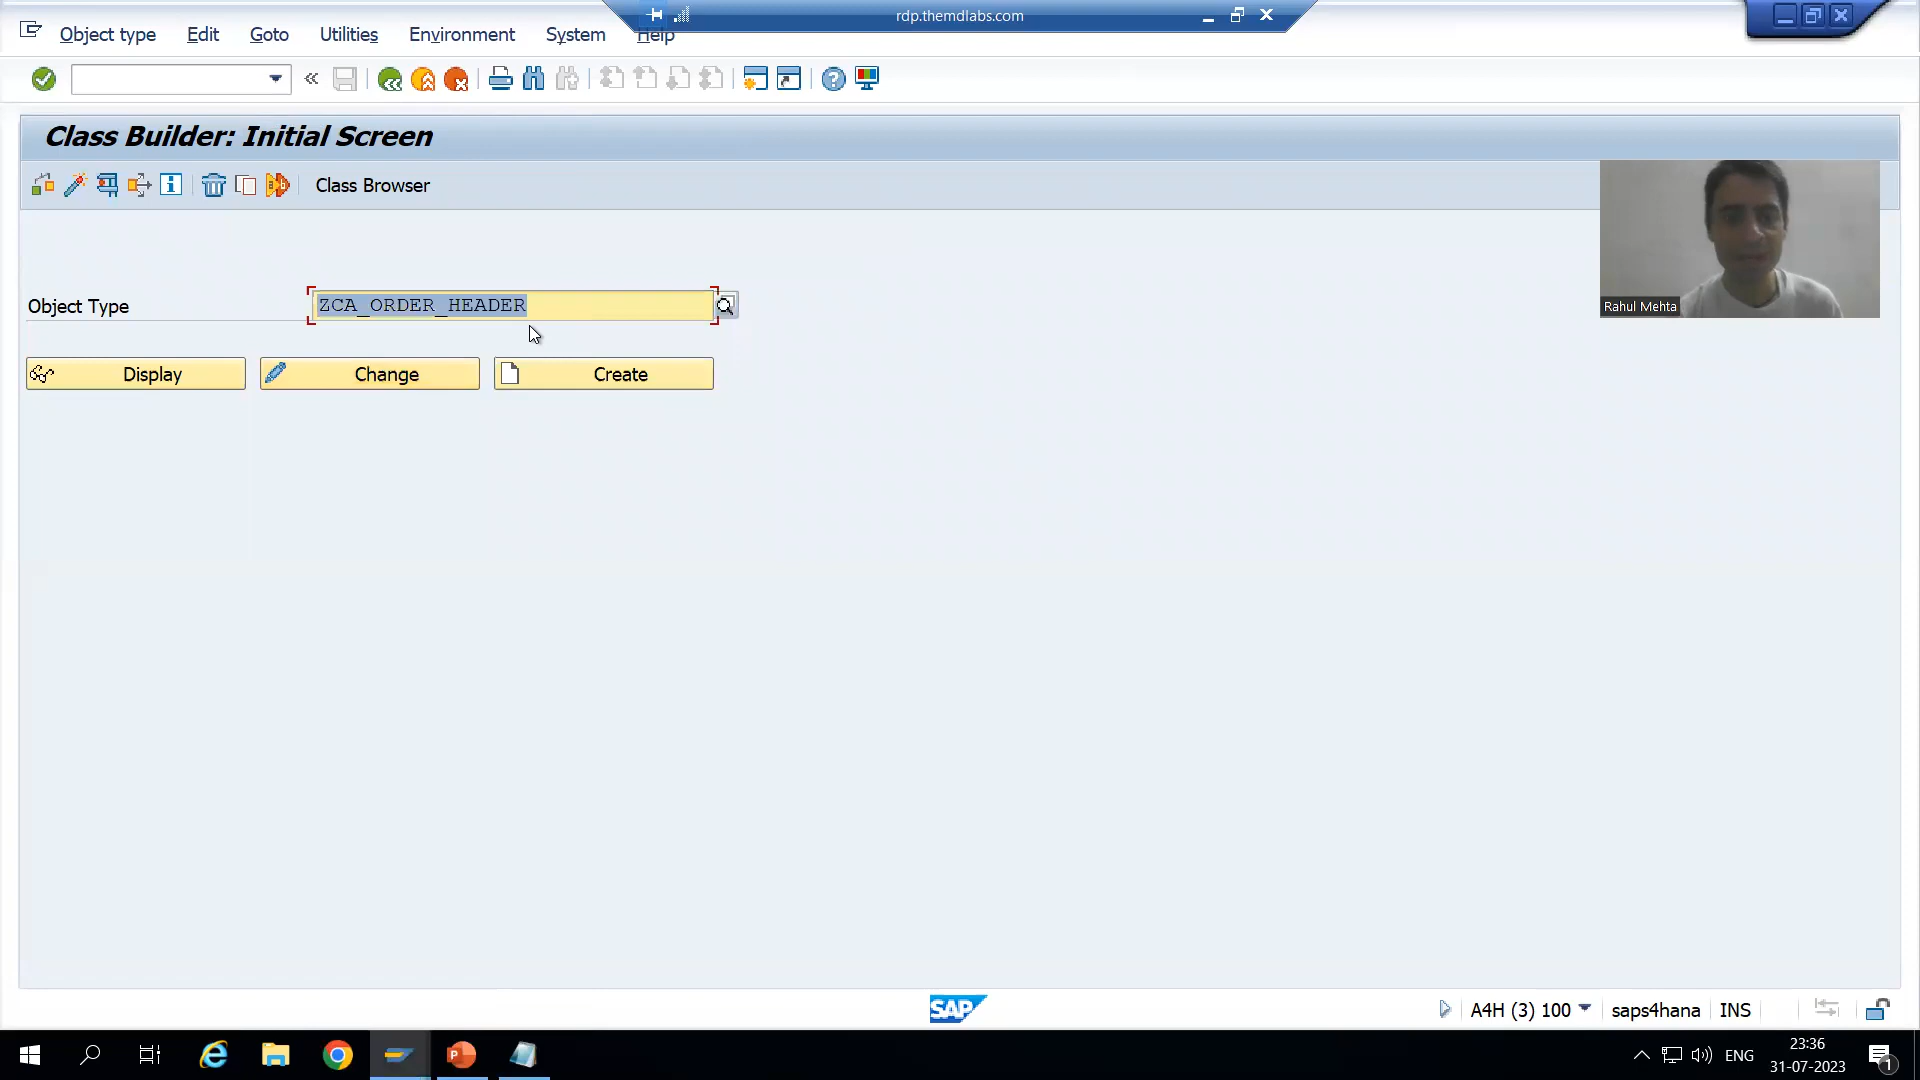 rdp.themdlabs.com
Object type Edit Goto Utilities Environment System Help
Class Builder: Initial Screen
Class Browser
Object Type ZCA_ORDER_HEADER
Rahul Mehta
Display Change Create
SAP
A4H (3) 100 saps4hana INS
ENG
23:36
31-07-2023
1